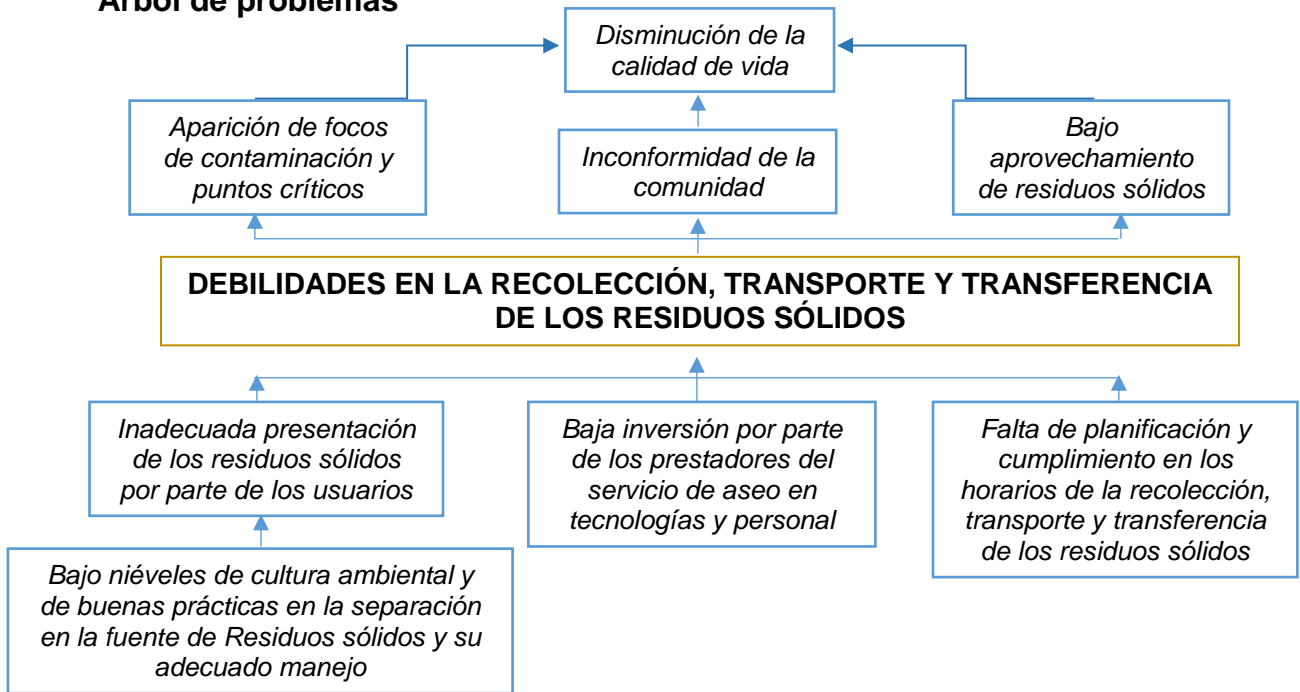 Árbol de problemas
Disminución de la
calidad de vida
Aparición de focos
de contaminación y
puntos críticos
Inconformidad de la
comunidad
Bajo
aprovechamiento
de residuos sólidos
DEBILIDADES EN LA RECOLECCIÓN, TRANSPORTE Y TRANSFERENCIA
DE LOS RESIDUOS SÓLIDOS
Inadecuada presentación
de los residuos sólidos
por parte de los usuarios
Baja inversión por parte
de los prestadores del
servicio de aseo en
tecnologías y personal
Falta de planificación y
cumplimiento en los
horarios de la recolección,
transporte y transferencia
de los residuos sólidos
Bajo niéveles de cultura ambiental y
de buenas prácticas en la separación
en la fuente de Residuos sólidos y su
adecuado manejo